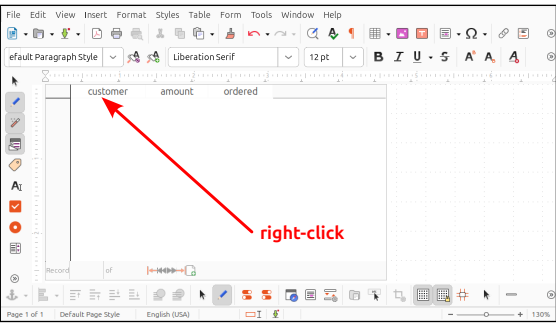 File Edit View Insert Format Styles Table Form Tools Window Help
efault Paragraph Style Liberation Serif 12 pt B I U S A A A
customer amount ordered
right-click
Record of
Page 1 of 1 Default Page Style English (USA) 130%